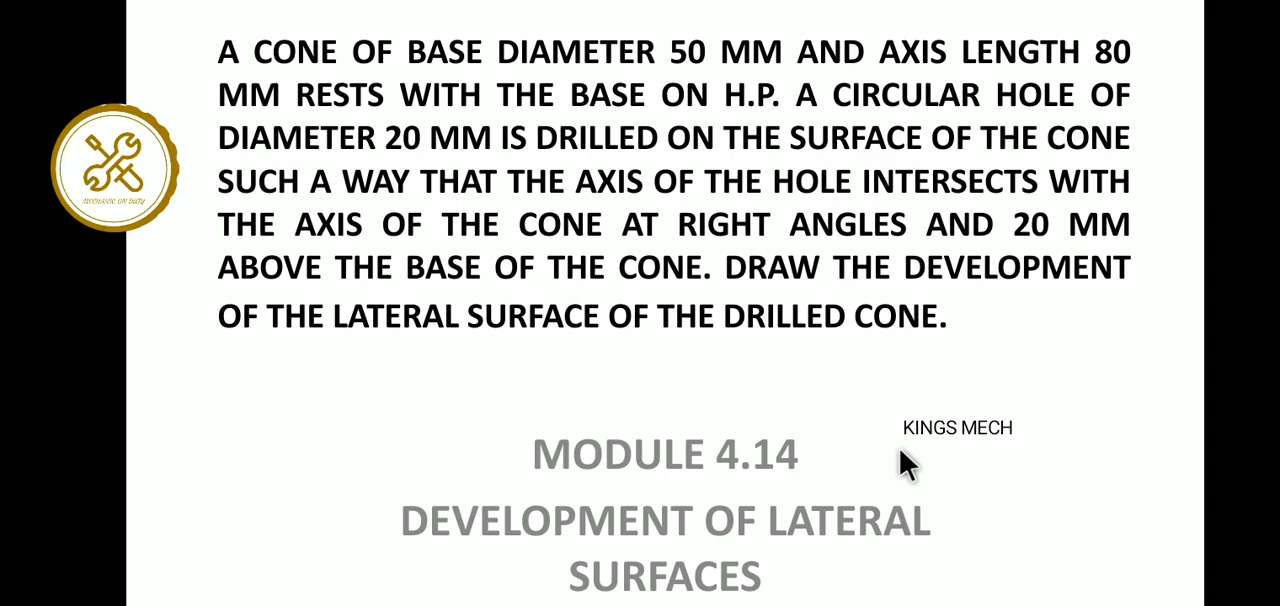 A CONE OF BASE DIAMETER 50 MM AND AXIS LENGTH 80
MM RESTS WITH THE BASE ON H.P. A CIRCULAR HOLE OF
DIAMETER 20 MM IS DRILLED ON THE SURFACE OF THE CONE
SUCH A WAY THAT THE AXIS OF THE HOLE INTERSECTS WITH
THE AXIS OF THE CONE AT RIGHT ANGLES AND 20 MM
ABOVE THE BASE OF THE CONE. DRAW THE DEVELOPMENT
OF THE LATERAL SURFACE OF THE DRILLED CONE.
MECHANIC ON DUTY
KINGS MECH
MODULE 4.14
DEVELOPMENT OF LATERAL
SURFACES